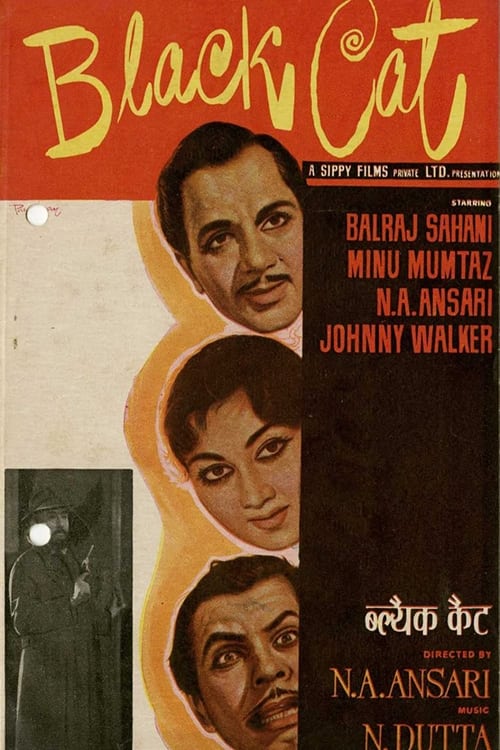 Black Cat
A SIPPY FILMS PRIVATE LTD. PRESENTATION
STARRING
BALRAJ SAHANI
MINU MUMTAZ
N.A. ANSARI
JOHNNY WALKER
ब्ल्यैक कैट
DIRECTED BY
N.A. ANSARI
MUSIC
N. DUTTA